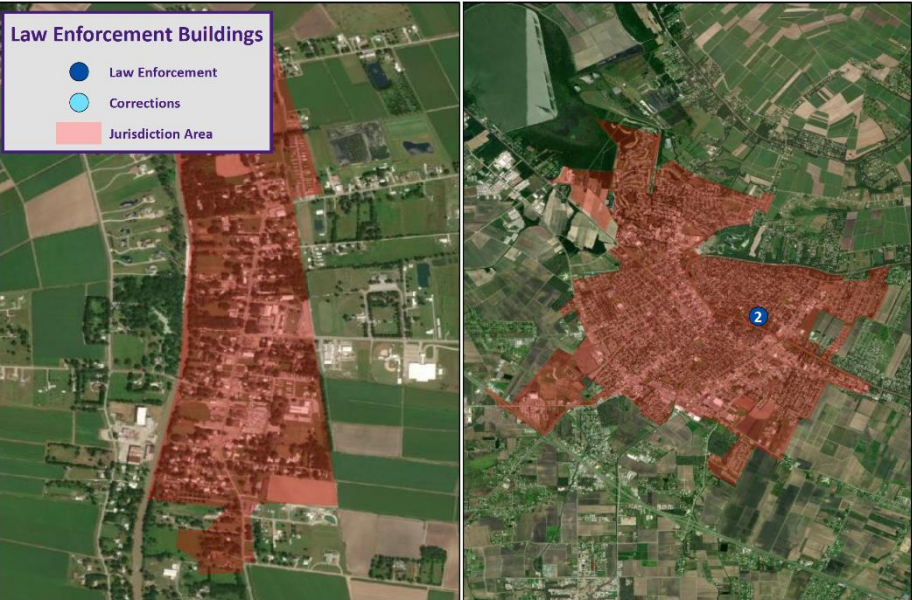 Law Enforcement Buildings
Law Enforcement
Corrections
Jurisdiction Area
2